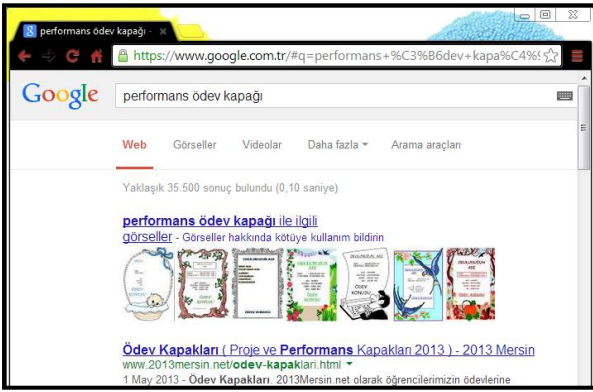 performans ödev kapağı -
https://www.google.com.tr/#q=performans+%C3%B6dev+kapa%C4%
Google performans ödev kapağı
Web Görseller Videolar Daha fazla Arama araçları
Yaklaşık 35.500 sonuç bulundu (0,10 saniye)
performans ödev kapağı ile ilgili
görseller - Görseller hakkında kötüye kullanım bildirin
ÖDEV
KONUSU
Ödev Kapakları ( Proje ve Performans Kapakları 2013 ) - 2013 Mersin
www.2013mersin.net/odev-kapaklari.html
1 May 2013 - Ödev Kapakları. 2013Mersin.net olarak öğrencilerimizin ödevlerine